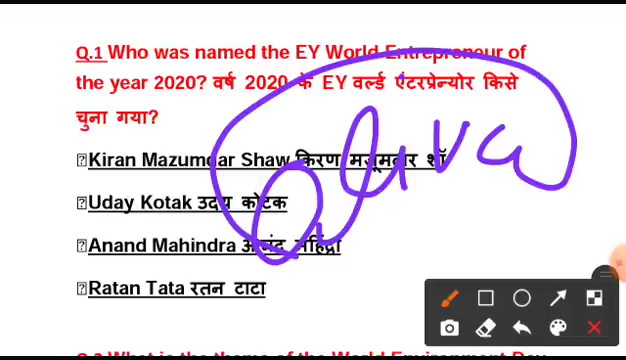 Q.1 Who was named the EY World Entrepreneur of
the year 2020? वर्ष 2020 के EY वर्ल्ड एंटरप्रेन्योर किसे
चुना गया?
Kiran Mazumdar Shaw किरण मजूमदार शॉ
Uday Kotak उदय कोटक
Anand Mahindra आनंद महिंद्रा
Ratan Tata रतन टाटा